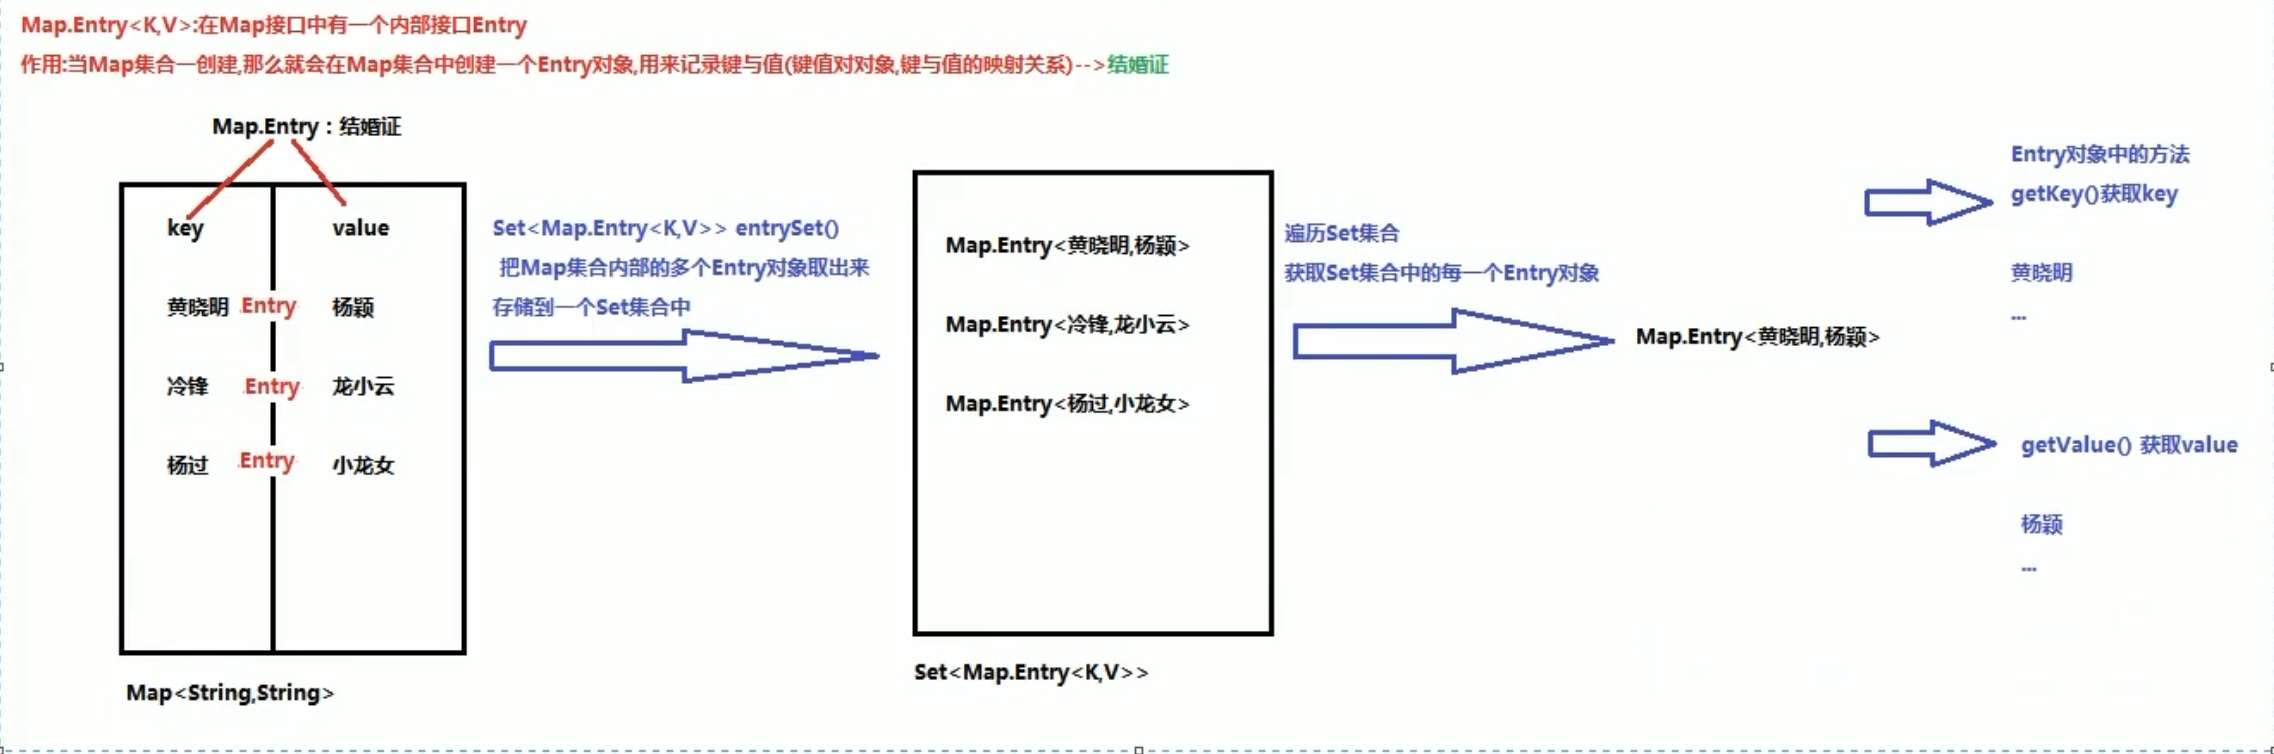 Map.Entry<K,V>:在Map接口中有一个内部接口Entry
作用:当Map集合一创建,那么就会在Map集合中创建一个Entry对象,用来记录键与值(键值对对象,键与值的映射关系)-->结婚证
Map.Entry：结婚证
key value
黄晓明 Entry 杨颖
冷锋 Entry 龙小云
杨过 Entry 小龙女
Map<String,String>
Set<Map.Entry<K,V>> entrySet()
把Map集合内部的多个Entry对象取出来
存储到一个Set集合中
Map.Entry<黄晓明,杨颖>
Map.Entry<冷锋,龙小云>
Map.Entry<杨过,小龙女>
Set<Map.Entry<K,V>>
遍历Set集合
获取Set集合中的每一个Entry对象
Map.Entry<黄晓明,杨颖>
Entry对象中的方法
getKey()获取key
黄晓明
...
getValue() 获取value
杨颖
...